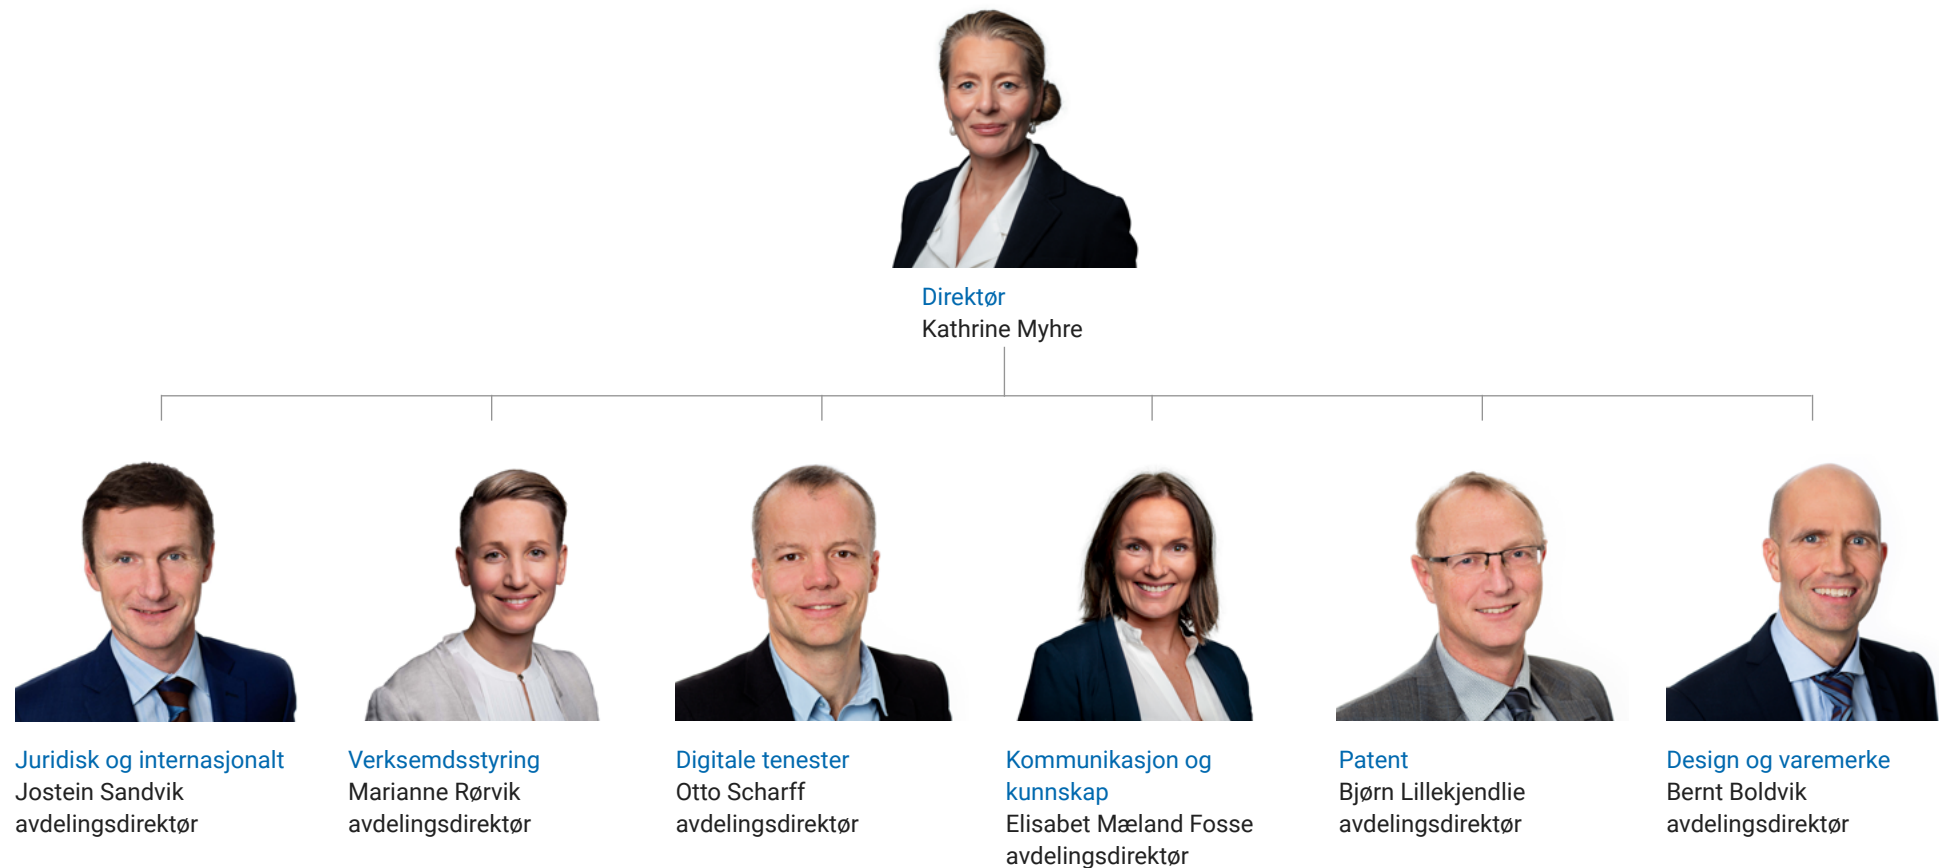 Direktør
Kathrine Myhre
Juridisk og internasjonalt
Jostein Sandvik
avdelingsdirektør
Verksemdsstyring
Marianne Rørvik
avdelingsdirektør
Digitale tenester
Otto Scharff
avdelingsdirektør
Kommunikasjon og
kunnskap
Elisabet Mæland Fosse
avdelingsdirektør
Patent
Bjørn Lillekjendlie
avdelingsdirektør
Design og varemerke
Bernt Boldvik
avdelingsdirektør